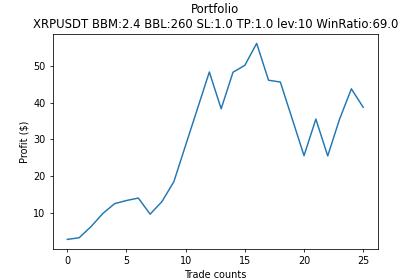 Portfolio
XRPUSDT BBM:2.4 BBL:260 SL:1.0 TP:1.0 lev:10 WinRatio:69.0
50
40
30
20
10
Profit ($)
0 5 10 15 20 25
Trade counts